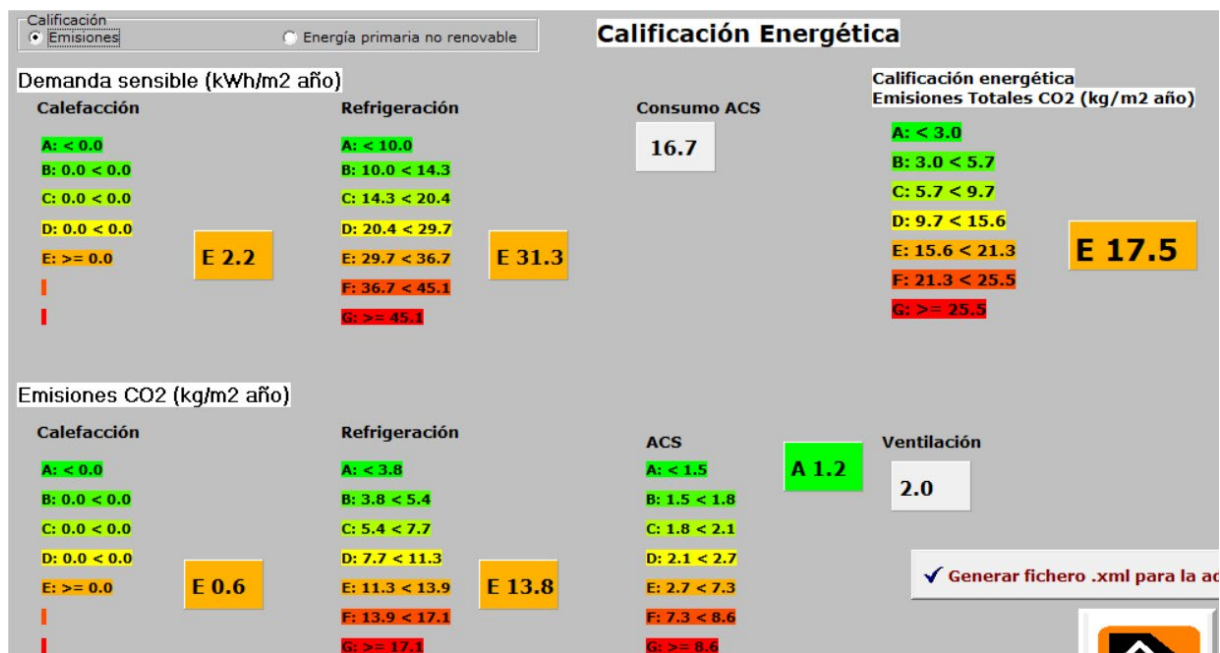 Calificación
Emisiones
Energía primaria no renovable
Calificación Energética
Demanda sensible (kWh/m2 año)
Calefacción
A: < 0.0
B: 0.0 < 0.0
C: 0.0 < 0.0
D: 0.0 < 0.0
E: >= 0.0
E 2.2
Refrigeración
A: < 10.0
B: 10.0 < 14.3
C: 14.3 < 20.4
D: 20.4 < 29.7
E: 29.7 < 36.7
F: 36.7 < 45.1
G: >= 45.1
E 31.3
Consumo ACS
16.7
Calificación energética
Emisiones Totales CO2 (kg/m2 año)
A: < 3.0
B: 3.0 < 5.7
C: 5.7 < 9.7
D: 9.7 < 15.6
E: 15.6 < 21.3
F: 21.3 < 25.5
G: >= 25.5
E 17.5
Emisiones CO2 (kg/m2 año)
Calefacción
A: < 0.0
B: 0.0 < 0.0
C: 0.0 < 0.0
D: 0.0 < 0.0
E: >= 0.0
E 0.6
Refrigeración
A: < 3.8
B: 3.8 < 5.4
C: 5.4 < 7.7
D: 7.7 < 11.3
E: 11.3 < 13.9
F: 13.9 < 17.1
G: >= 17.1
E 13.8
ACS
A: < 1.5
B: 1.5 < 1.8
C: 1.8 < 2.1
D: 2.1 < 2.7
E: 2.7 < 7.3
F: 7.3 < 8.6
G: >= 8.6
A 1.2
Ventilación
2.0
Generar fichero .xml para la ad